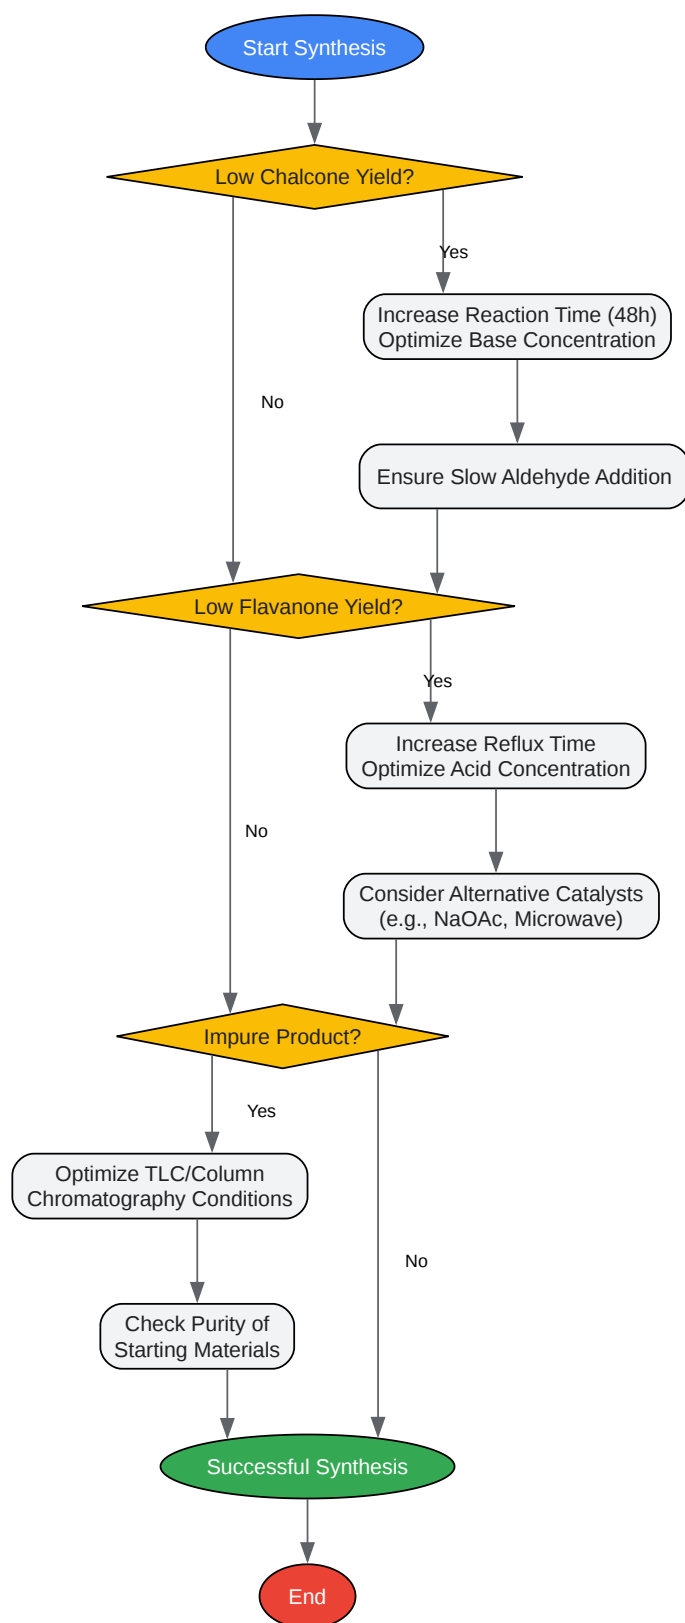 Start Synthesis
Low Chalcone Yield?
Yes
Increase Reaction Time (48h)
Optimize Base Concentration
No
Ensure Slow Aldehyde Addition
Low Flavanone Yield?
Yes
Increase Reflux Time
Optimize Acid Concentration
No
Consider Alternative Catalysts
(e.g., NaOAc, Microwave)
Impure Product?
Yes
Optimize TLC/Column
Chromatography Conditions
No
Check Purity of
Starting Materials
Successful Synthesis
End